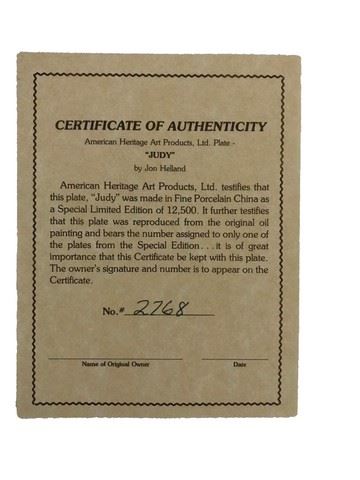 CERTIFICATE OF AUTHENTICITY
American Heritage Art Products, Ltd. Plate -
"JUDY"
by Jon Helland
American Heritage Art Products, Ltd. testifies that
this plate, "Judy" was made in Fine Porcelain China as
a Special Limited Edition of 12,500. It further testifies
that this plate was reproduced from the original oil
painting and bears the number assigned to only one of
the plates from the Special Edition...it is of great
importance that this Certificate be kept with this plate.
The owner's signature and number is to appear on the
Certificate.
No.# 2768
Name of Original Owner Date